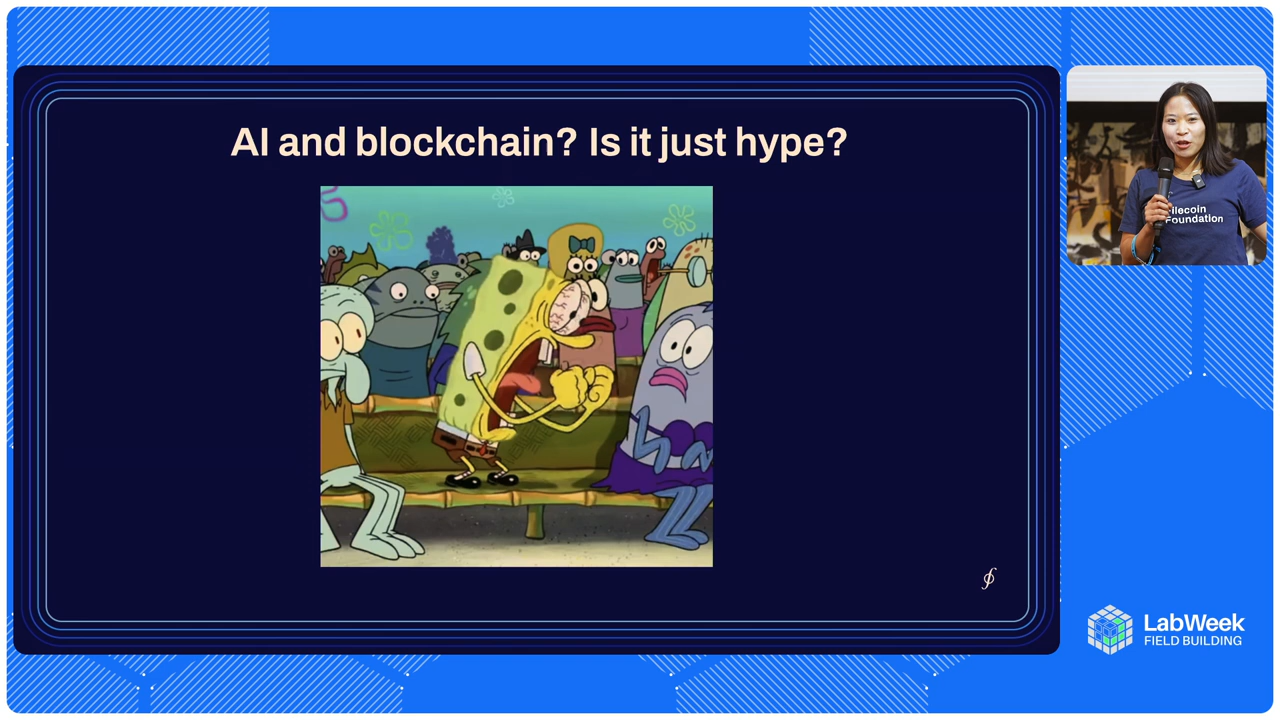 AI and blockchain? Is it just hype?
Filecoin
Foundation
LabWeek
FIELD BUILDING